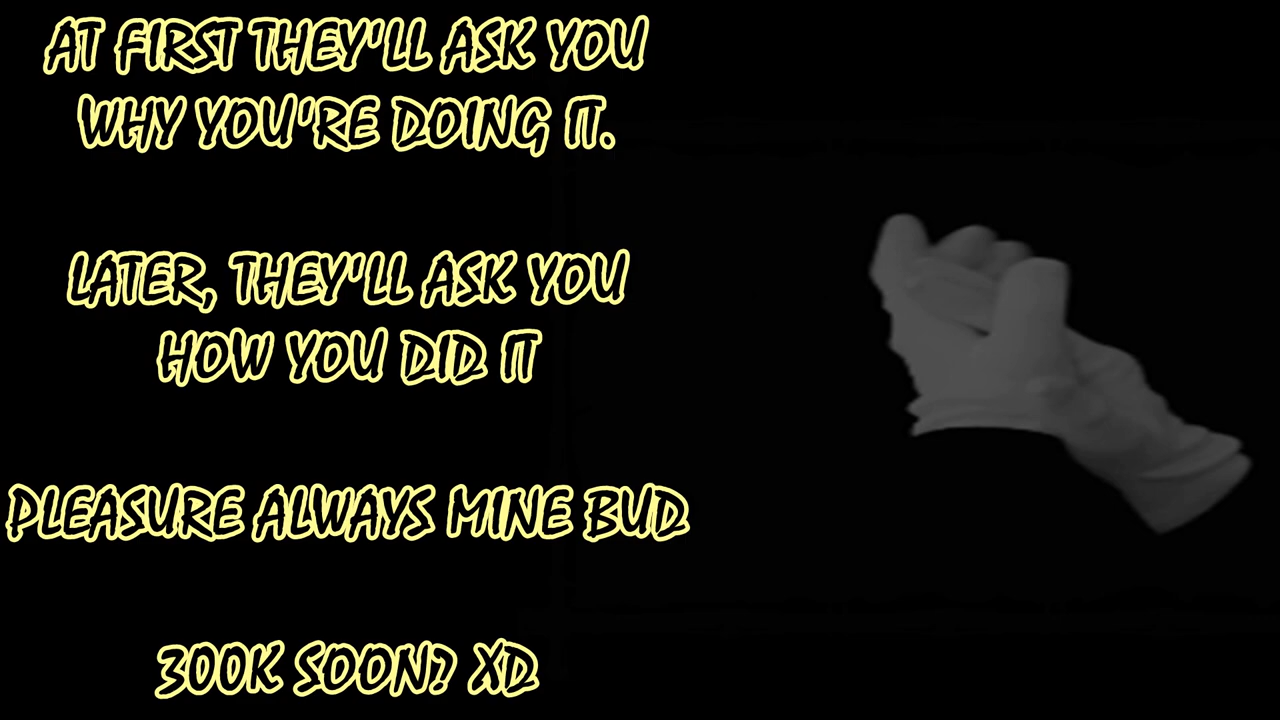 AT FIRST THEY'LL ASK YOU
WHY YOU'RE DOING IT.
LATER, THEY'LL ASK YOU
HOW YOU DID IT
PLEASURE ALWAYS MINE BUD
300K SOON? XD